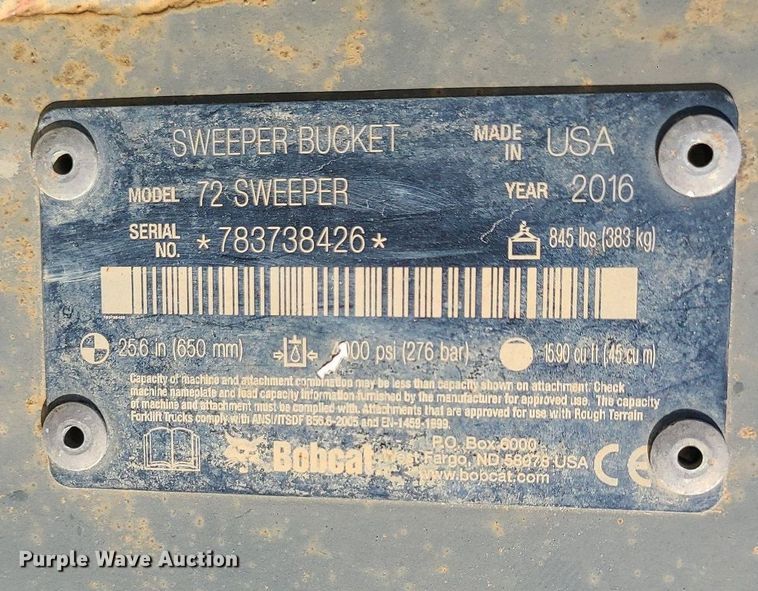 SWEEPER BUCKET MADE IN USA
MODEL 72 SWEEPER YEAR 2016
SERIAL NO. *783738426* 845 lbs (383 kg)
25.6 in (650 mm) psi (276 bar) 15.90 cu ft (.45 cu m)
Capacity of machine and attachment combination may be less than capacity shown on attachment. Check
machine nameplate and load capacity information furnished by the manufacturer for approved use. The capacity
of machine and attachment must be complied with. Attachments that are approved for use with Rough Terrain
Forklift Trucks comply with ANSI/ITSDF B56.6-2005 and EN-1459-1999.
Bobcat P.O. Box 6000
West Fargo, ND 58078 USA
www.bobcat.com
CE
Purple Wave Auction